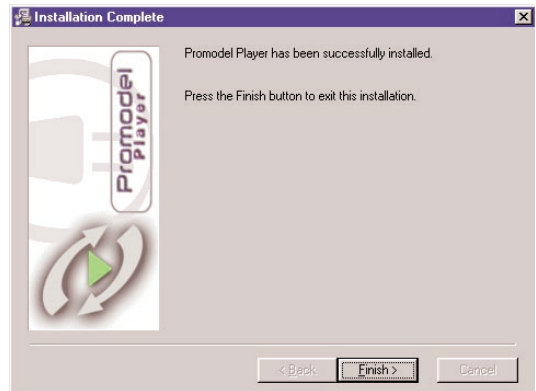 Installation Complete
Promodel Player has been successfully installed.
Press the Finish button to exit this installation.
Promodel
Player
< Back
Finish >
Cancel